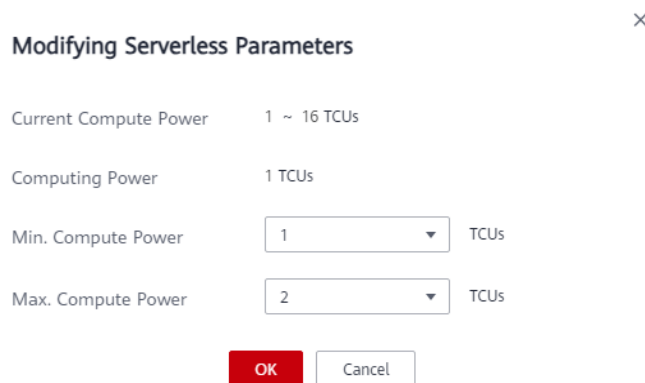 Modifying Serverless Parameters
Current Compute Power 1 ~ 16 TCUs
Computing Power 1 TCUs
Min. Compute Power 1 TCUs
Max. Compute Power 2 TCUs
OK Cancel